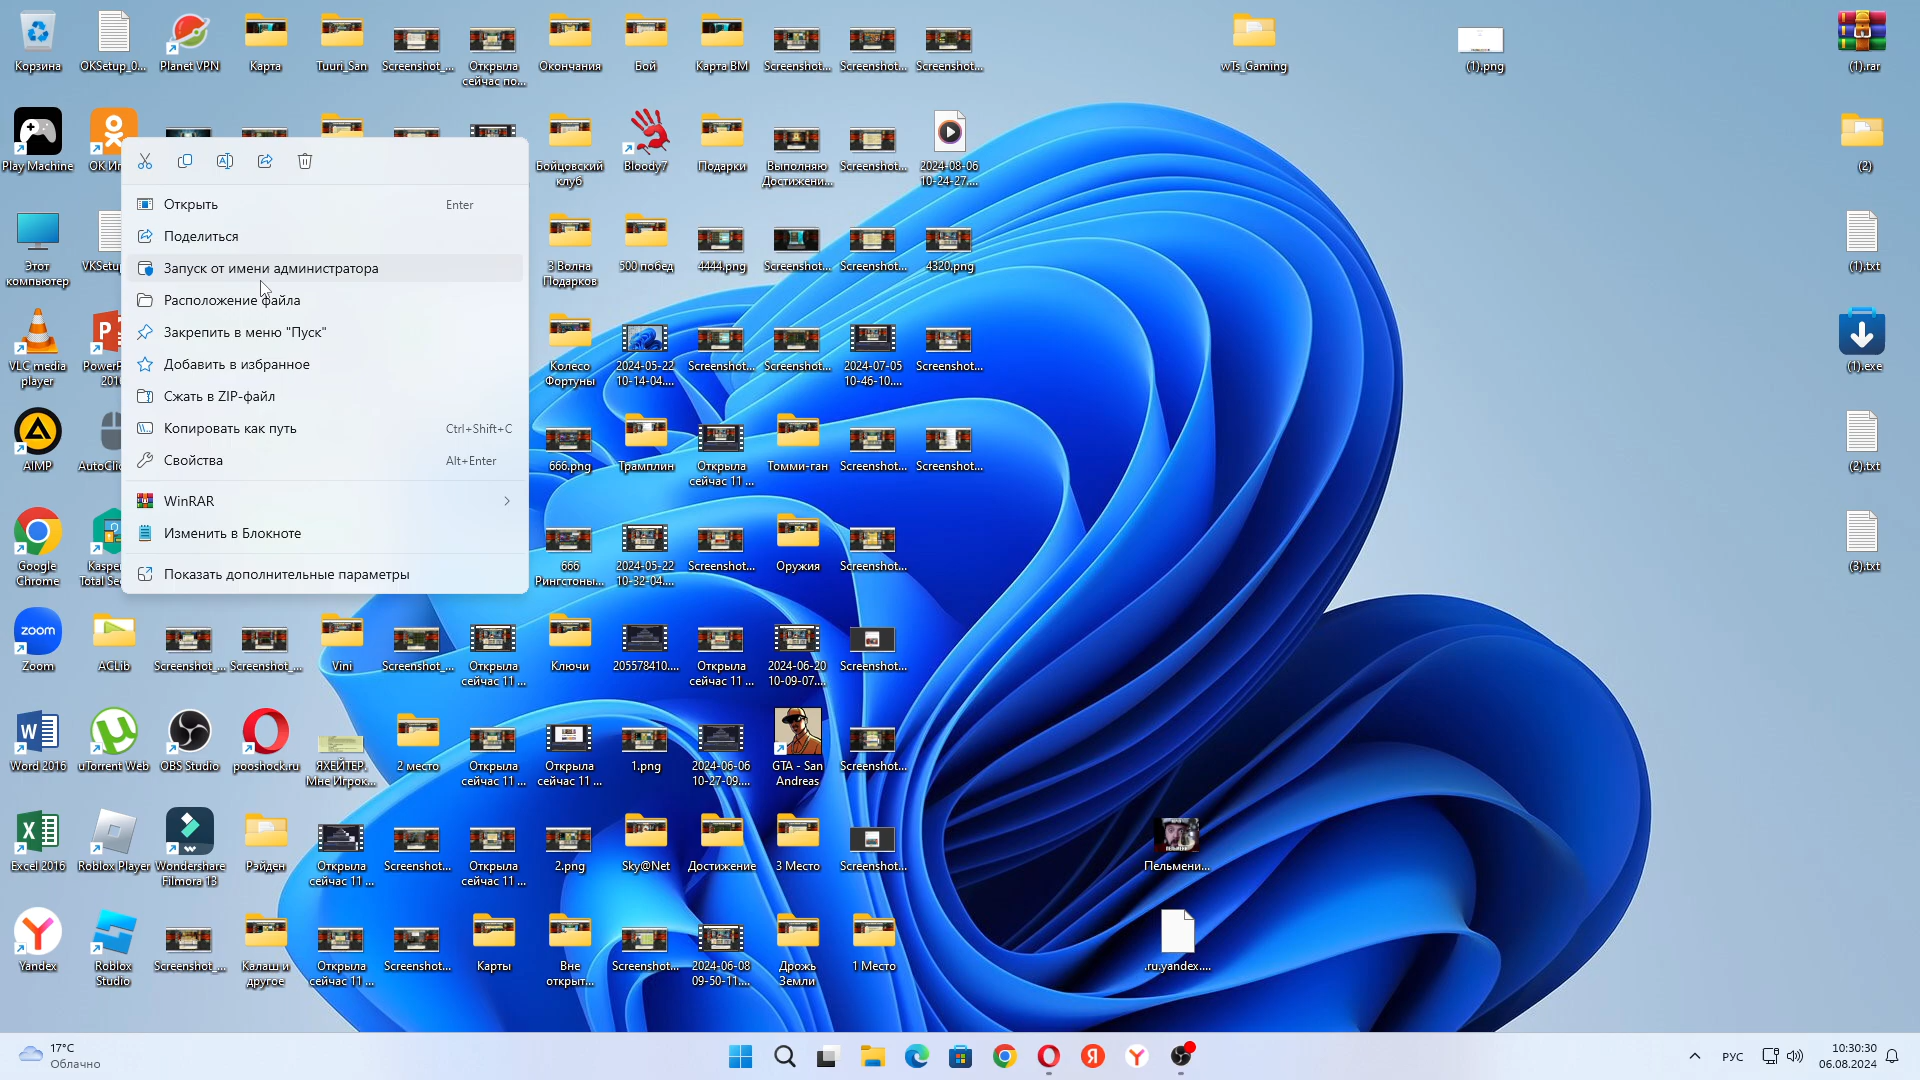 Корзина
OKSetup_0...
Planet VPN
Карта
Tuuri_San
Screenshot_...
Открыла
сейчас по...
Окончания
Бой
Карта ВМ
Screenshot...
Screenshot...
Screenshot...
wTs_Gaming
(1).png
(1).rar
Play Machine
Бойцовский
клуб
Bloody7
Подарки
Выполняю
Достижени...
Screenshot...
2024-08-06
10-24-27....
(2)
Открыть
Enter
Поделиться
Запуск от имени администратора
Расположение файла
Закрепить в меню "Пуск"
Добавить в избранное
Сжать в ZIP-файл
Копировать как путь
Ctrl+Shift+C
Свойства
Alt+Enter
WinRAR
Изменить в Блокноте
Показать дополнительные параметры
Этот
компьютер
3 Волна
Подарков
500 побед
4444.png
Screenshot...
Screenshot...
4320.png
(1).txt
VLC media
player
Колесо
Фортуны
2024-05-22
10-14-04....
Screenshot...
Screenshot...
2024-07-05
10-46-10....
Screenshot...
(1).exe
AIMP
666.png
Трамплин
Открыла
сейчас 11 ...
Томми-ган
Screenshot...
Screenshot...
(2).txt
Google
Chrome
666
Рингстоны...
2024-05-22
10-32-04....
Screenshot...
Оружия
Screenshot...
(3).txt
zoom
Zoom
ACLib
Screenshot_...
Screenshot_...
Vini
Screenshot_...
Открыла
сейчас 11 ...
Ключи
205578410....
Открыла
сейчас 11 ...
2024-06-20
10-09-07....
Screenshot...
Word 2016
uTorrent Web
OBS Studio
pooshock.ru
ЯХЕЙТЕР,
Мне Игрок...
2 место
Открыла
сейчас 11 ...
Открыла
сейчас 11 ...
1.png
2024-06-06
10-27-09....
GTA - San
Andreas
Screenshot...
Excel 2016
Roblox Player
Wondershare
Filmora 13
Рэйден
Открыла
сейчас 11 ...
Screenshot...
Открыла
сейчас 11 ...
2.png
Sky@Net
Достижение
3 Место
Screenshot...
Пельмени...
Yandex
Roblox
Studio
Screenshot_...
Калаш и
другое
Открыла
сейчас 11 ...
Screenshot...
Карты
Вне
открыт...
Screenshot...
2024-06-08
09-50-11....
Дрожь
Земли
1 Место
.ru.yandex....
17°C
Облачно
РУС
10:30:30
06.08.2024